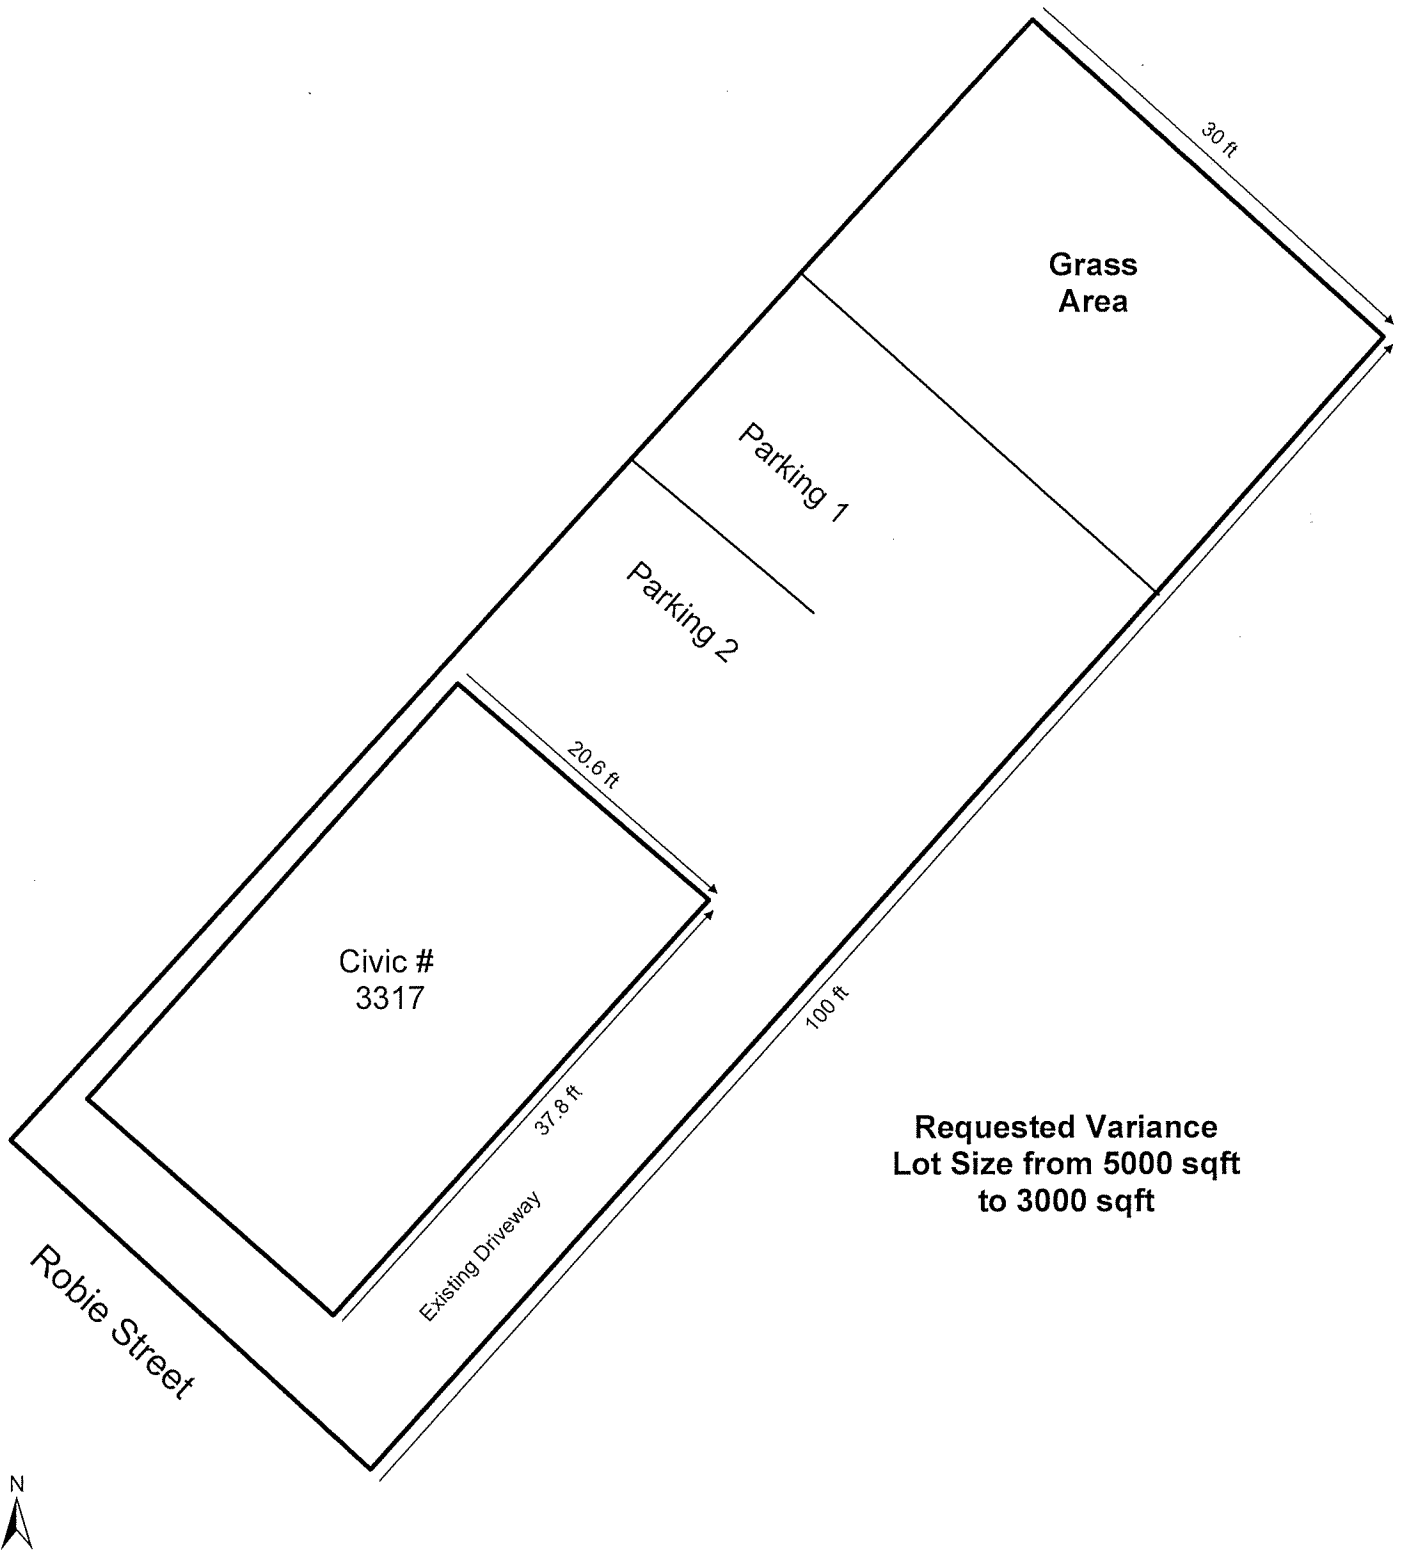 30 ft
Grass
Area
Parking 1
Parking 2
20.6 ft
Civic #
3317
100 ft
37.8 ft
Existing Driveway
Requested Variance
Lot Size from 5000 sqft
to 3000 sqft
Robie Street
N